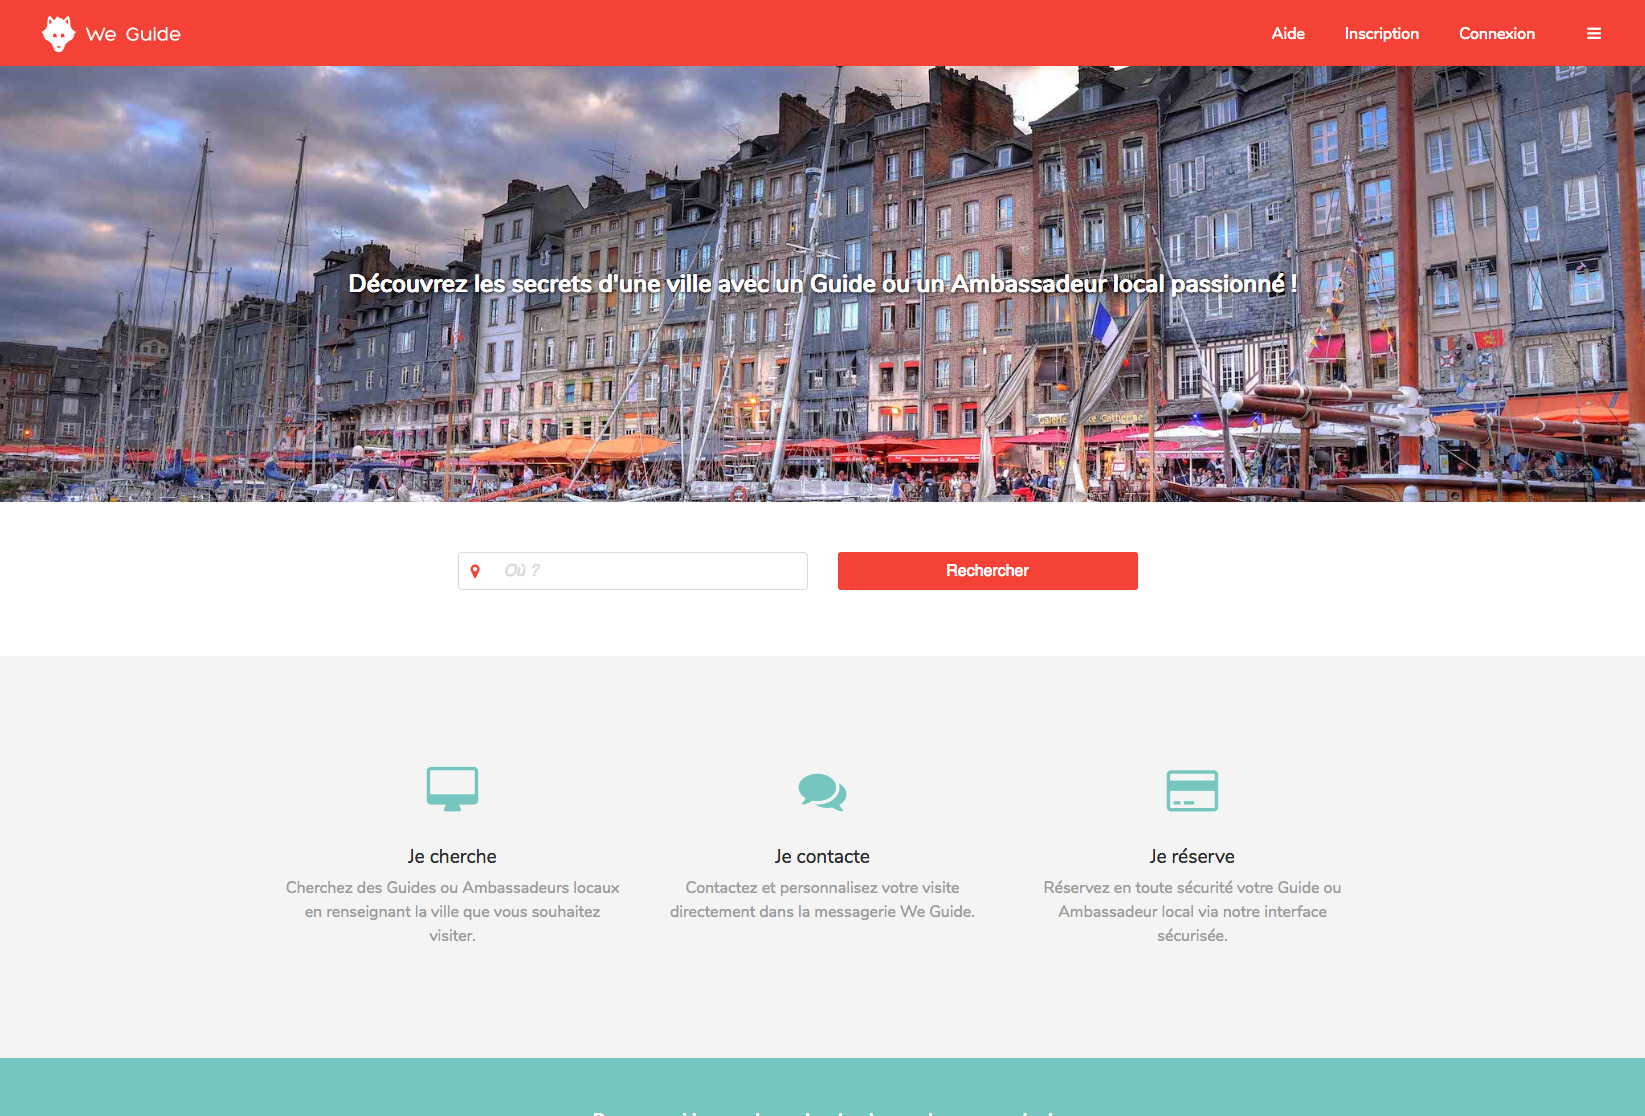 We Guide
Aide
Inscription
Connexion
Découvrez les secrets d'une ville avec un Guide ou un Ambassadeur local passionné !
Où ?
Rechercher
Je cherche
Cherchez des Guides ou Ambassadeurs locaux
en renseignant la ville que vous souhaitez
visiter.
Je contacte
Contactez et personnalisez votre visite
directement dans la messagerie We Guide.
Je réserve
Réservez en toute sécurité votre Guide ou
Ambassadeur local via notre interface
sécurisée.